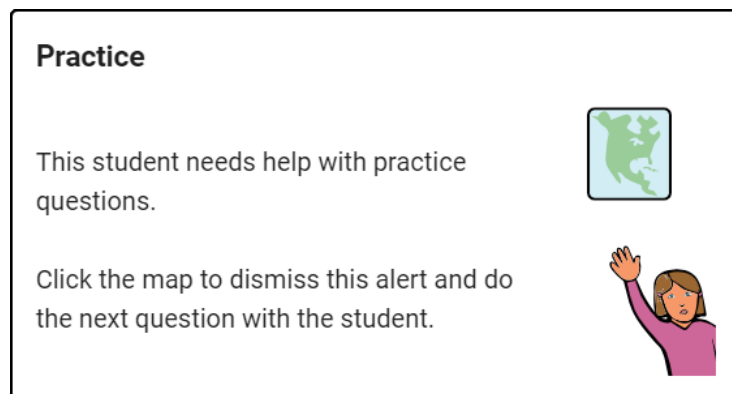 Practice
This student needs help with practice
questions.
Click the map to dismiss this alert and do
the next question with the student.